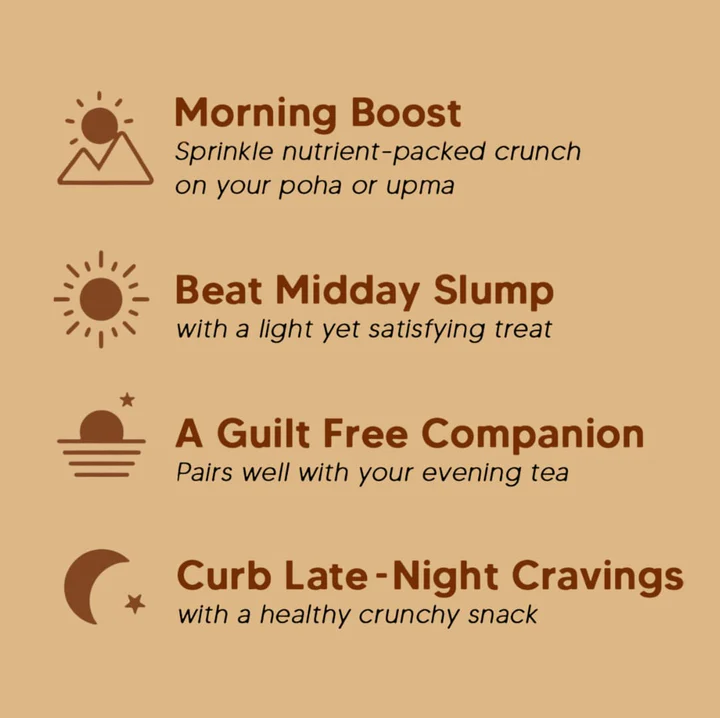 Morning Boost
Sprinkle nutrient-packed crunch
on your poha or upma
Beat Midday Slump
with a light yet satisfying treat
A Guilt Free Companion
Pairs well with your evening tea
Curb Late-Night Cravings
with a healthy crunchy snack